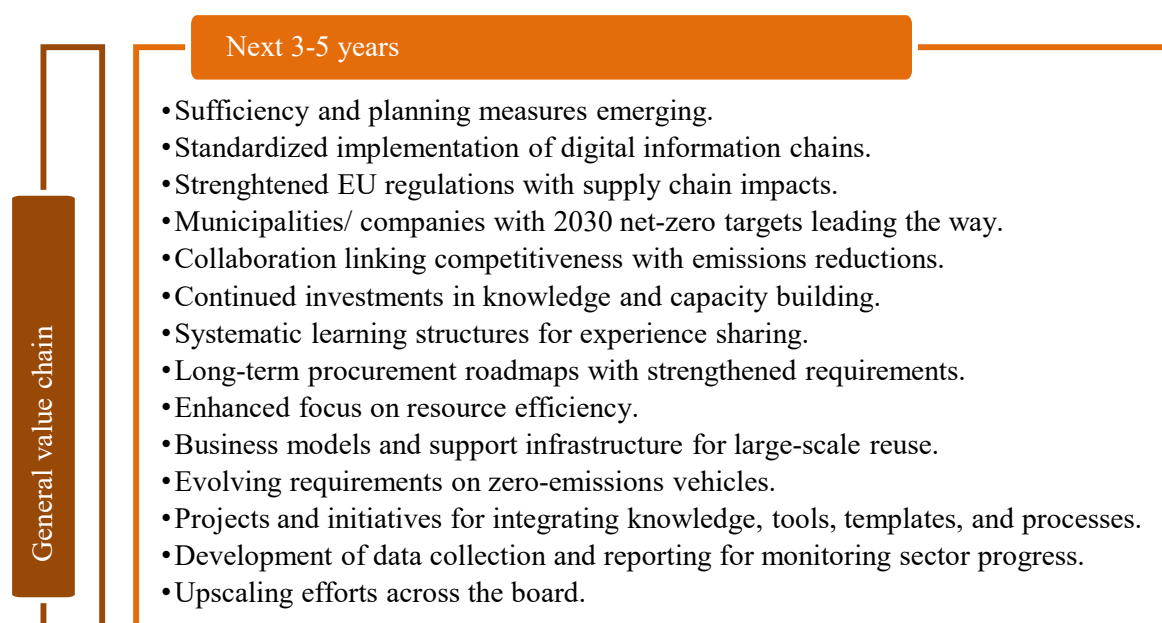 Next 3-5 years
•Sufficiency and planning measures emerging.
•Standardized implementation of digital information chains.
•Strenghtened EU regulations with supply chain impacts.
•Municipalities/ companies with 2030 net-zero targets leading the way.
•Collaboration linking competitiveness with emissions reductions.
•Continued investments in knowledge and capacity building.
•Systematic learning structures for experience sharing.
•Long-term procurement roadmaps with strengthened requirements.
•Enhanced focus on resource efficiency.
•Business models and support infrastructure for large-scale reuse.
•Evolving requirements on zero-emissions vehicles.
•Projects and initiatives for integrating knowledge, tools, templates, and processes.
•Development of data collection and reporting for monitoring sector progress.
•Upscaling efforts across the board.
General value chain